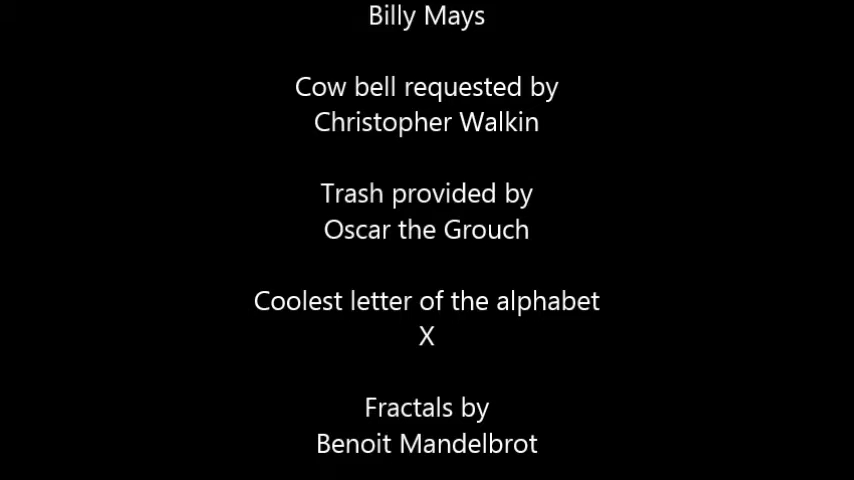 Billy Mays
Cow bell requested by
Christopher Walkin
Trash provided by
Oscar the Grouch
Coolest letter of the alphabet
X
Fractals by
Benoit Mandelbrot